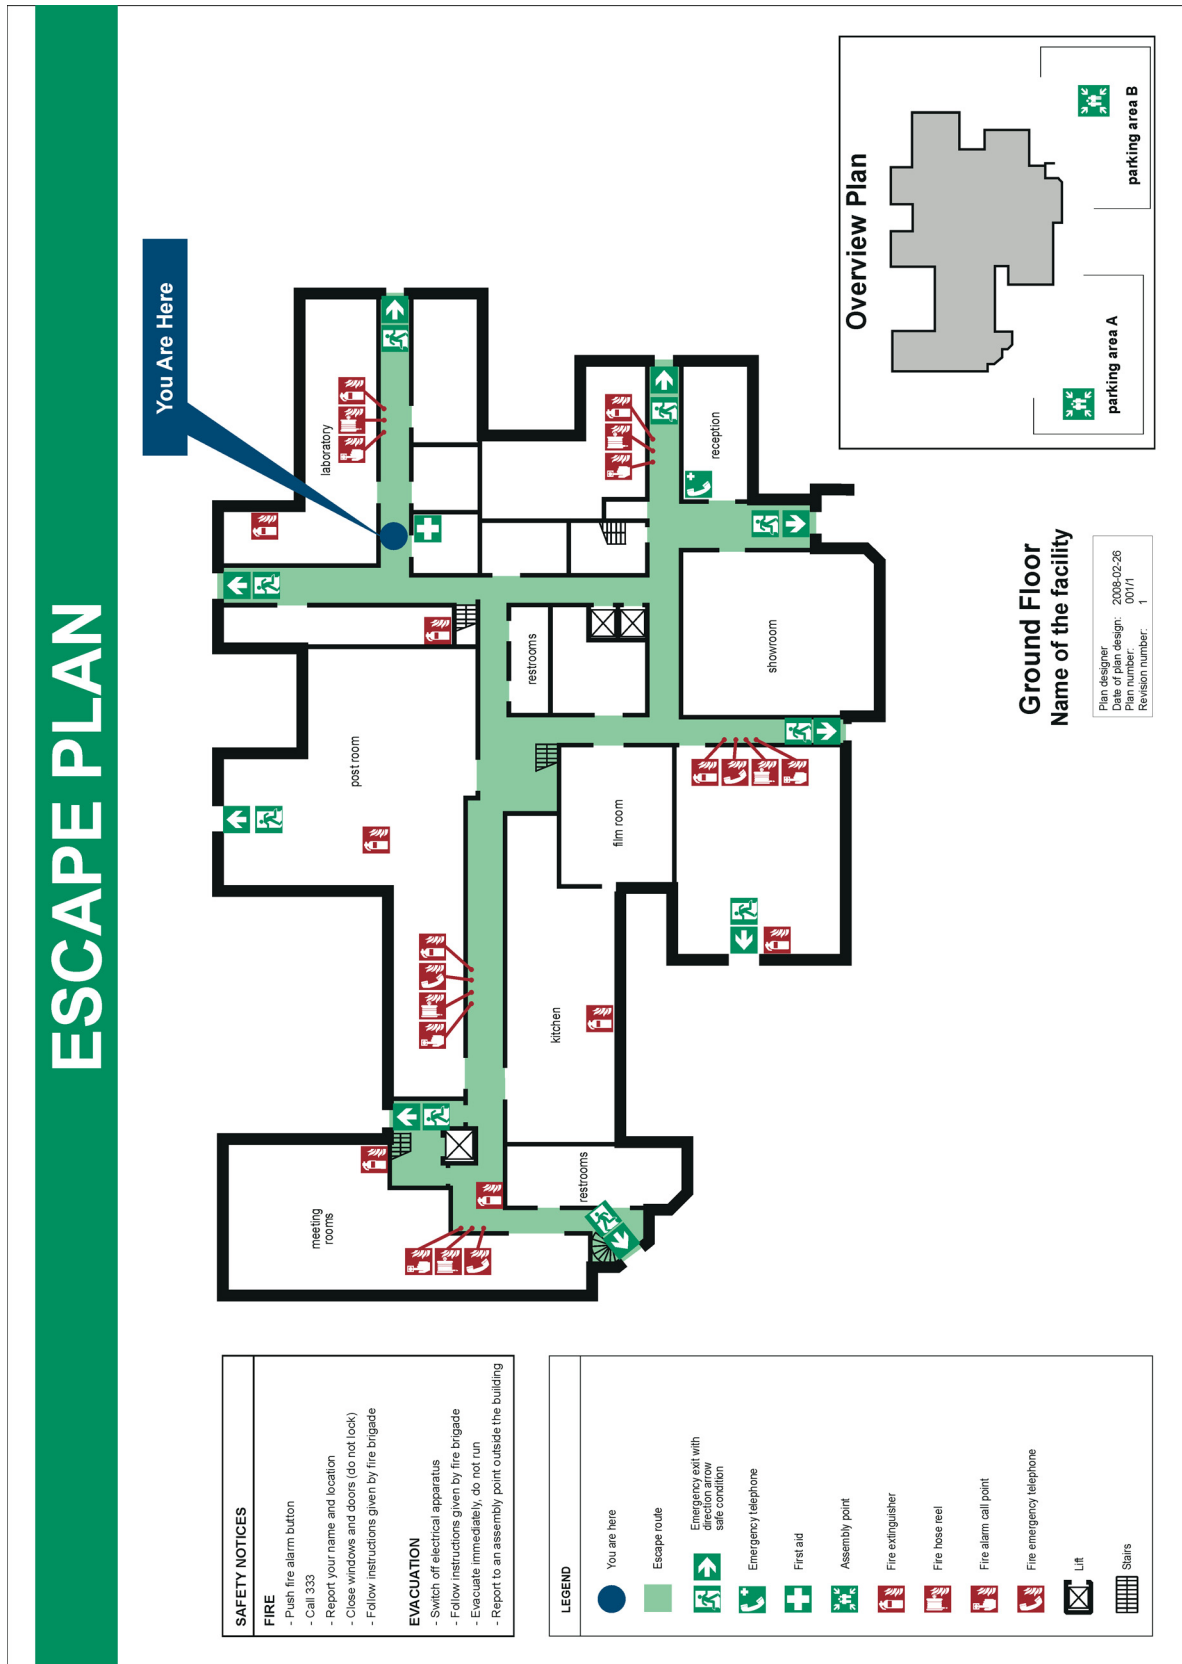 ESCAPE PLAN
You Are Here
laboratory
reception
post room
restrooms
showroom
film room
kitchen
meeting
rooms
restrooms
Overview Plan
parking area A
parking area B
Ground Floor
Name of the facility
Plan designer
Date of plan design: 2008-02-26
Plan number: 001/1
Revision number: 1
SAFETY NOTICES
FIRE
- Push fire alarm button
- Call 333
- Report your name and location
- Close windows and doors (do not lock)
- Follow instructions given by fire brigade
EVACUATION
- Switch off electrical apparatus
- Follow instructions given by fire brigade
- Evacuate immediately, do not run
- Report to an assembly point outside the building
LEGEND
You are here
Escape route
Emergency exit with
direction arrow
safe condition
Emergency telephone
First aid
Assembly point
Fire extinguisher
Fire hose reel
Fire alarm call point
Fire emergency telephone
Lift
Stairs